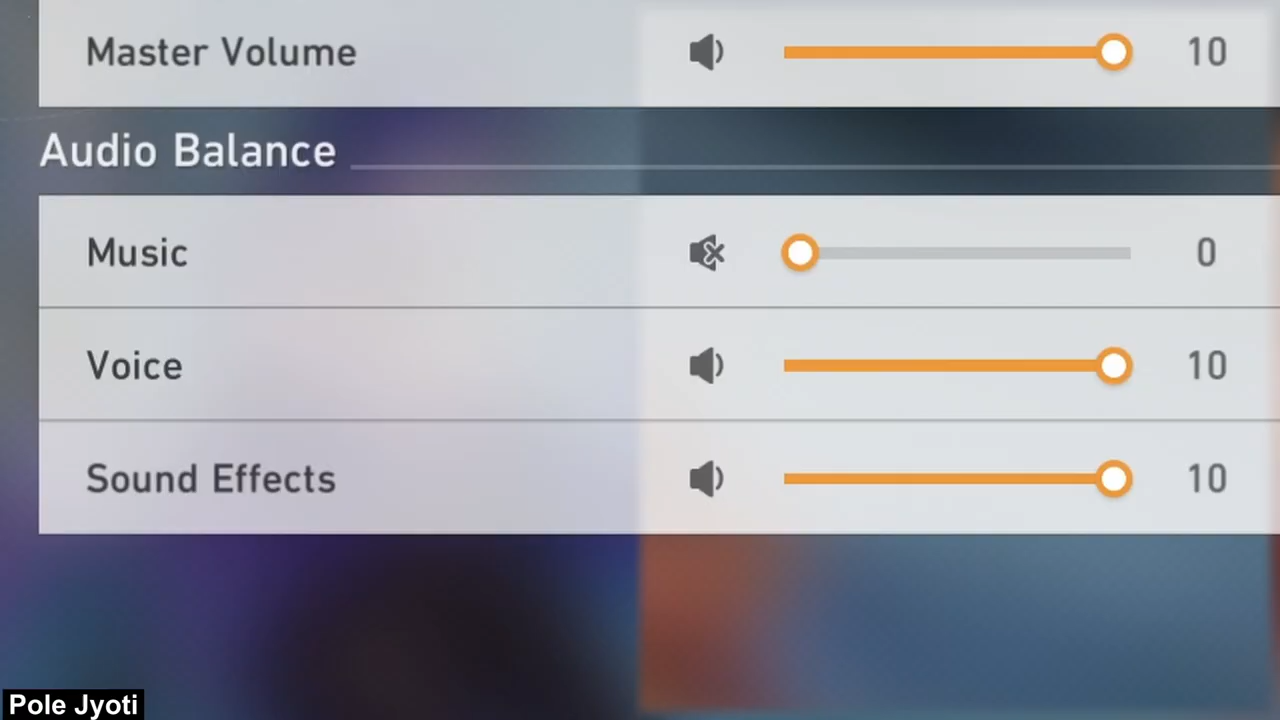 Master Volume 10
Audio Balance
Music 0
Voice 10
Sound Effects 10
Pole Jyoti